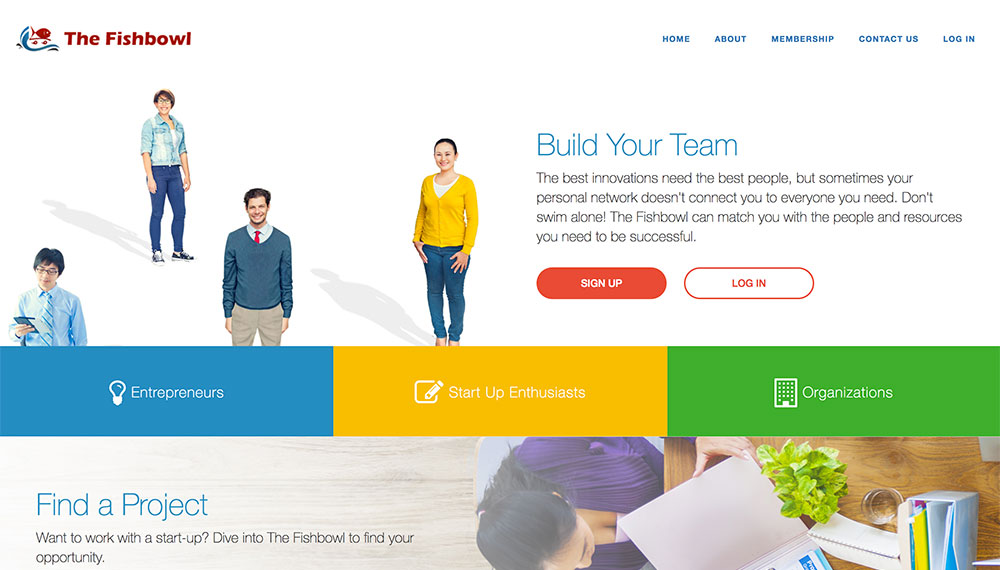 The Fishbowl
HOME ABOUT MEMBERSHIP CONTACT US LOG IN
Build Your Team
The best innovations need the best people, but sometimes your
personal network doesn't connect you to everyone you need. Don't
swim alone! The Fishbowl can match you with the people and resources
you need to be successful.
SIGN UP LOG IN
Entrepreneurs Start Up Enthusiasts Organizations
Find a Project
Want to work with a start-up? Dive into The Fishbowl to find your
opportunity.